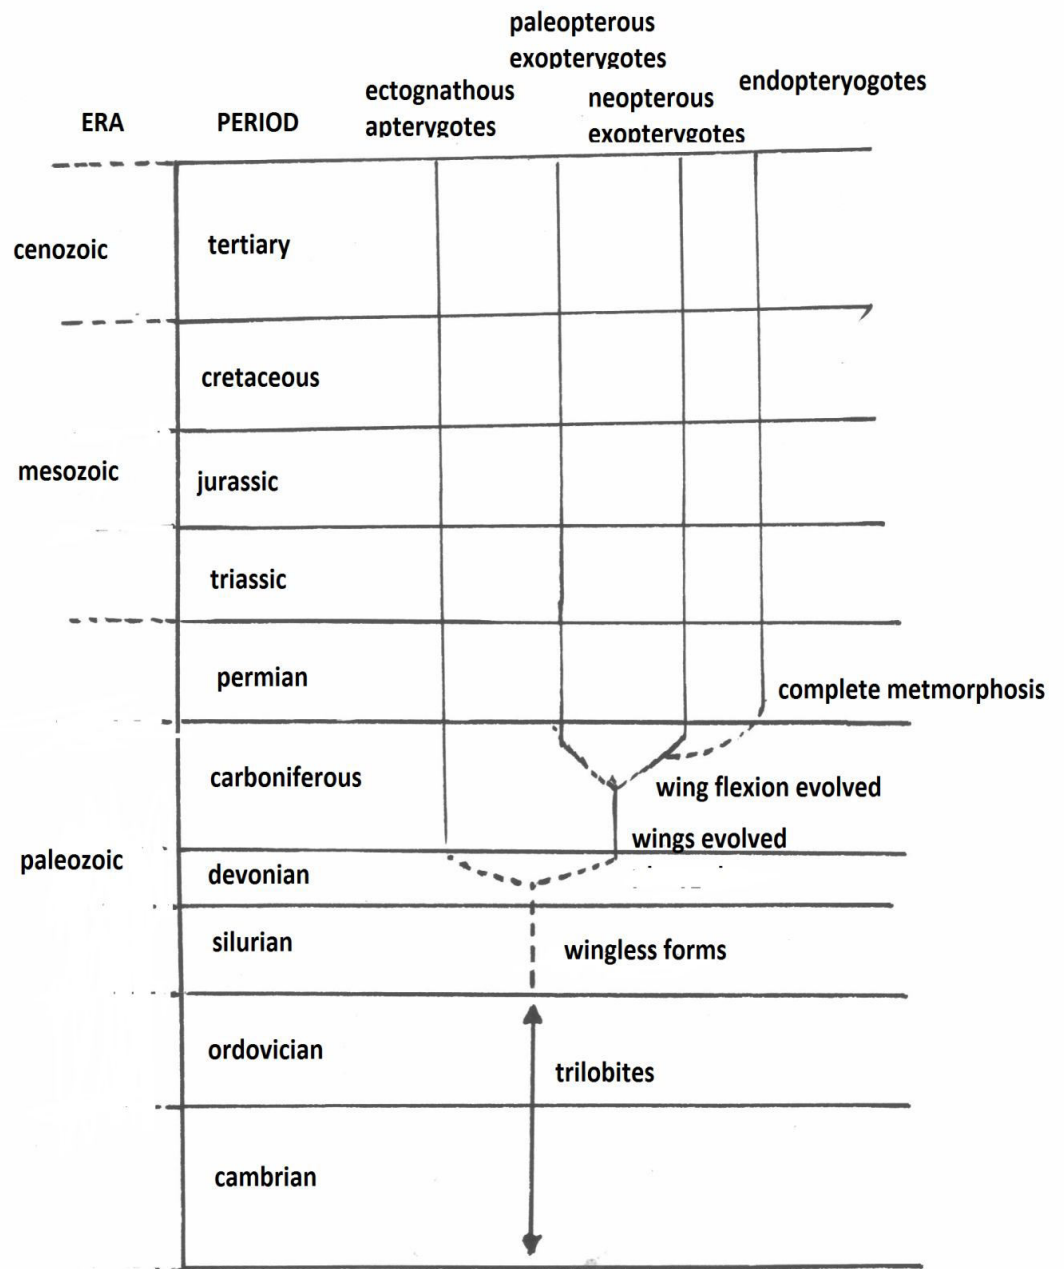 paleopterous
exopterygotes
ectognathous
apterygotes
neopterous
exopterygotes
endopteryogotes
ERA
PERIOD
cenozoic
tertiary
cretaceous
mesozoic
jurassic
triassic
permian
complete metmorphosis
carboniferous
wing flexion evolved
wings evolved
paleozoic
devonian
silurian
wingless forms
ordovician
trilobites
cambrian